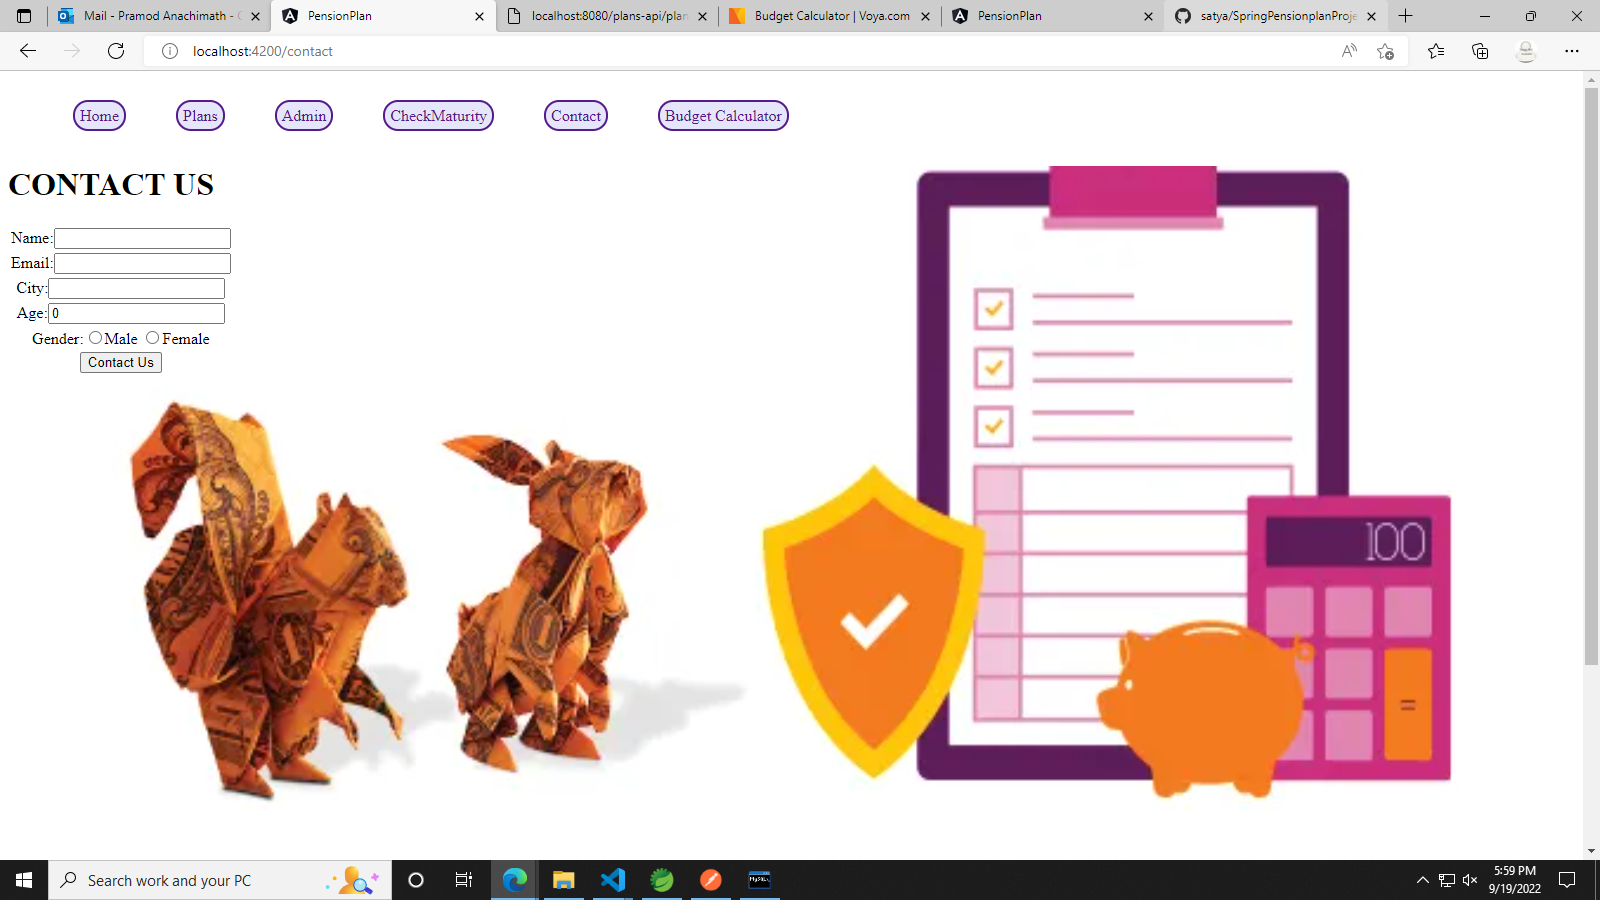 Mail - Pramod Anachimath - 
PensionPlan
localhost:8080/plans-api/plan
Budget Calculator | Voya.com
PensionPlan
satya/SpringPensionplanProje
localhost:4200/contact
Home
Plans
Admin
CheckMaturity
Contact
Budget Calculator
CONTACT US
Name:
Email:
City:
Age: 0
Gender: Male Female
Contact Us
100
=
Search work and your PC
5:59 PM
9/19/2022